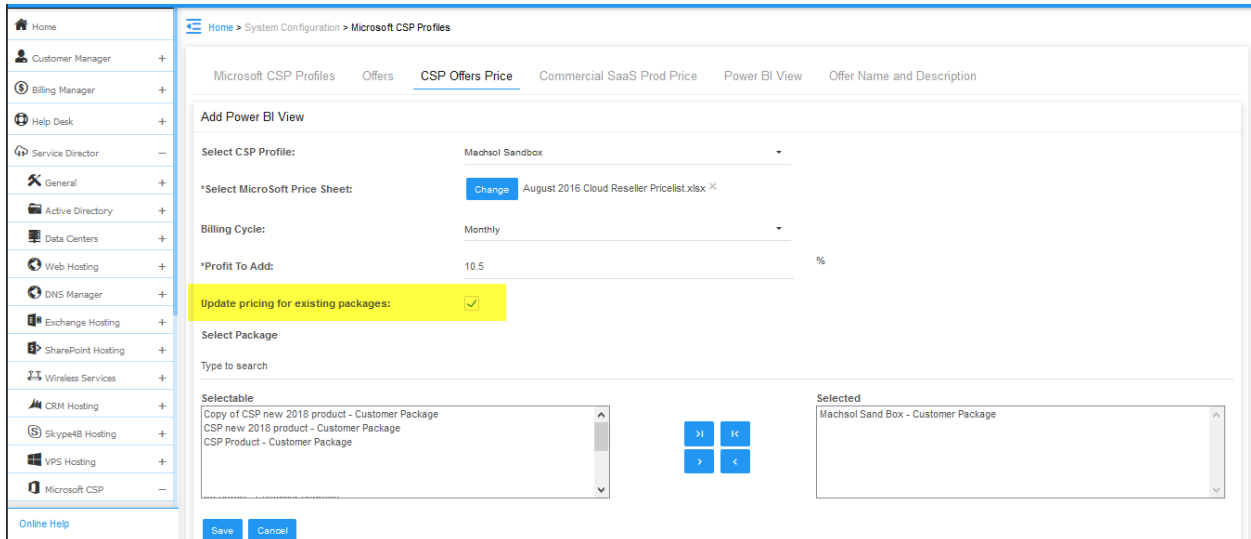 Home
Customer Manager
Billing Manager
Help Desk
Service Director
General
Active Directory
Data Centers
Web Hosting
DNS Manager
Exchange Hosting
SharePoint Hosting
Wireless Services
CRM Hosting
Skype4B Hosting
VPS Hosting
Microsoft CSP
Online Help
Home > System Configuration > Microsoft CSP Profiles
Microsoft CSP Profiles Offers CSP Offers Price Commercial SaaS Prod Price Power BI View Offer Name and Description
Add Power BI View
Select CSP Profile: Machsol Sandbox
*Select MicroSoft Price Sheet: Change August 2016 Cloud Reseller Pricelist.xlsx ×
Billing Cycle: Monthly
*Profit To Add: 10.5 %
Update pricing for existing packages:
Select Package
Type to search
Selectable Selected
Copy of CSP new 2018 product - Customer Package Machsol Sand Box - Customer Package
CSP new 2018 product - Customer Package
CSP Product - Customer Package
Save Cancel